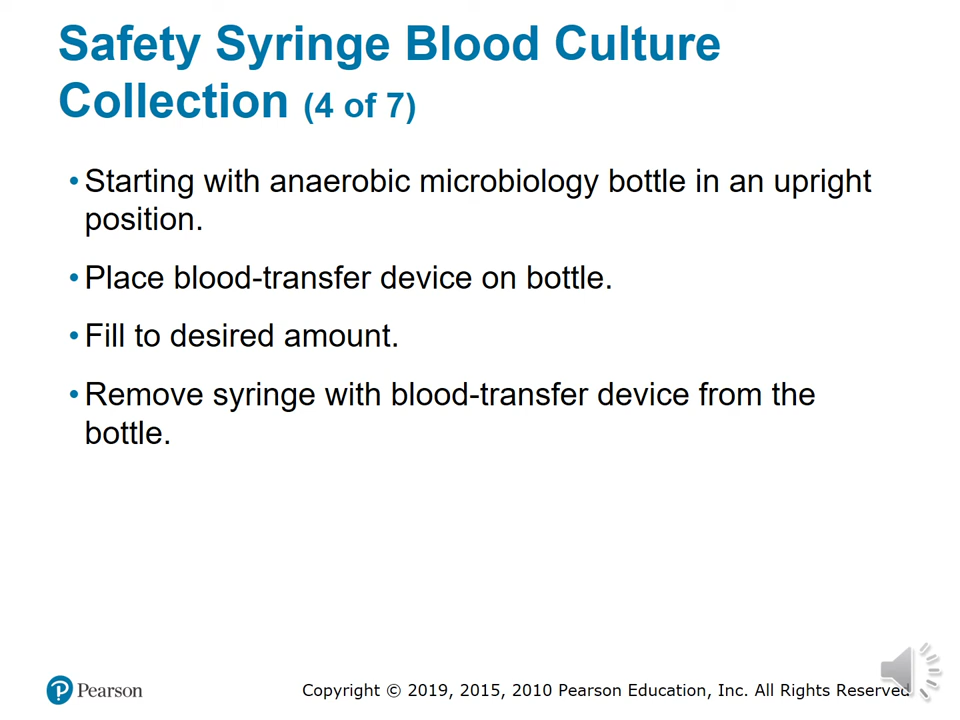 Safety Syringe Blood Culture
Collection (4 of 7)
• Starting with anaerobic microbiology bottle in an upright
position.
• Place blood-transfer device on bottle.
• Fill to desired amount.
• Remove syringe with blood-transfer device from the
bottle.
Pearson
Copyright © 2019, 2015, 2010 Pearson Education, Inc. All Rights Reserved